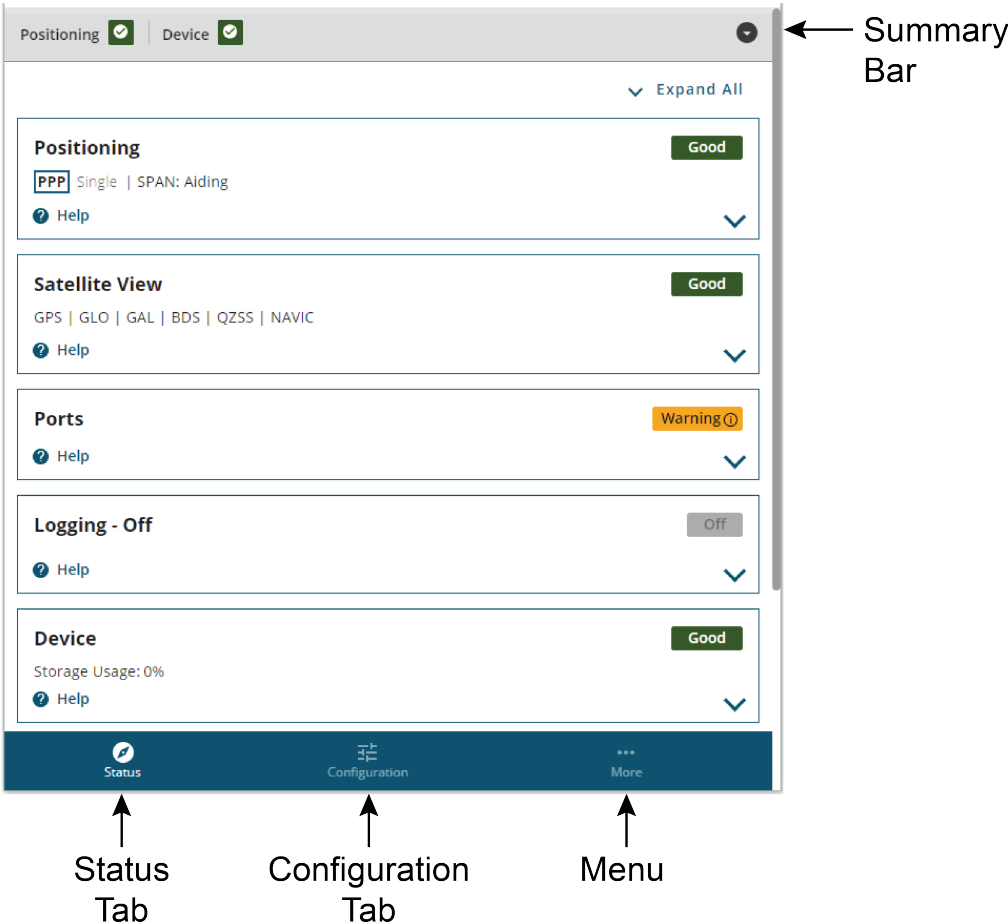 Positioning Device
Summary
Bar
Expand All
Positioning Good
PPP Single | SPAN: Aiding
? Help
Satellite View Good
GPS | GLO | GAL | BDS | QZSS | NAVIC
? Help
Ports Warning
? Help
Logging - Off Off
? Help
Device Good
Storage Usage: 0%
? Help
Status Configuration More
Status
Tab
Configuration
Tab
Menu